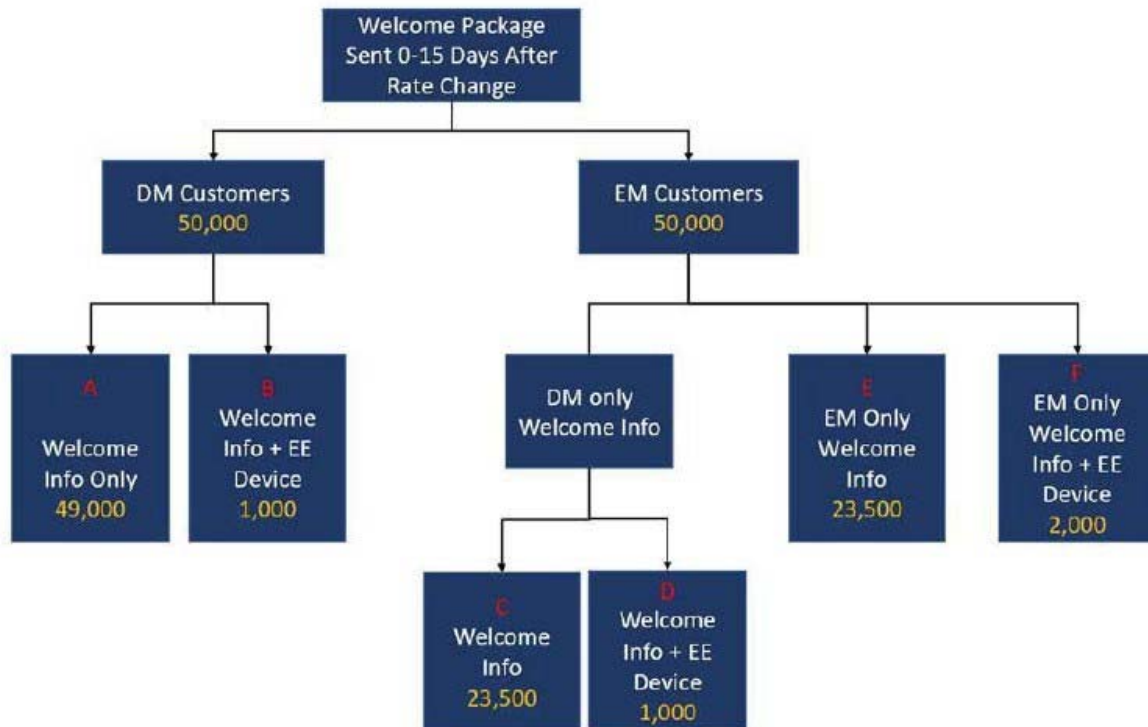 Welcome Package
Sent 0-15 Days After
Rate Change
DM Customers
50,000
EM Customers
50,000
A
Welcome
Info Only
49,000
B
Welcome
Info + EE
Device
1,000
DM only
Welcome Info
E
EM Only
Welcome
Info
23,500
F
EM Only
Welcome
Info + EE
Device
2,000
C
Welcome
Info
23,500
D
Welcome
Info + EE
Device
1,000